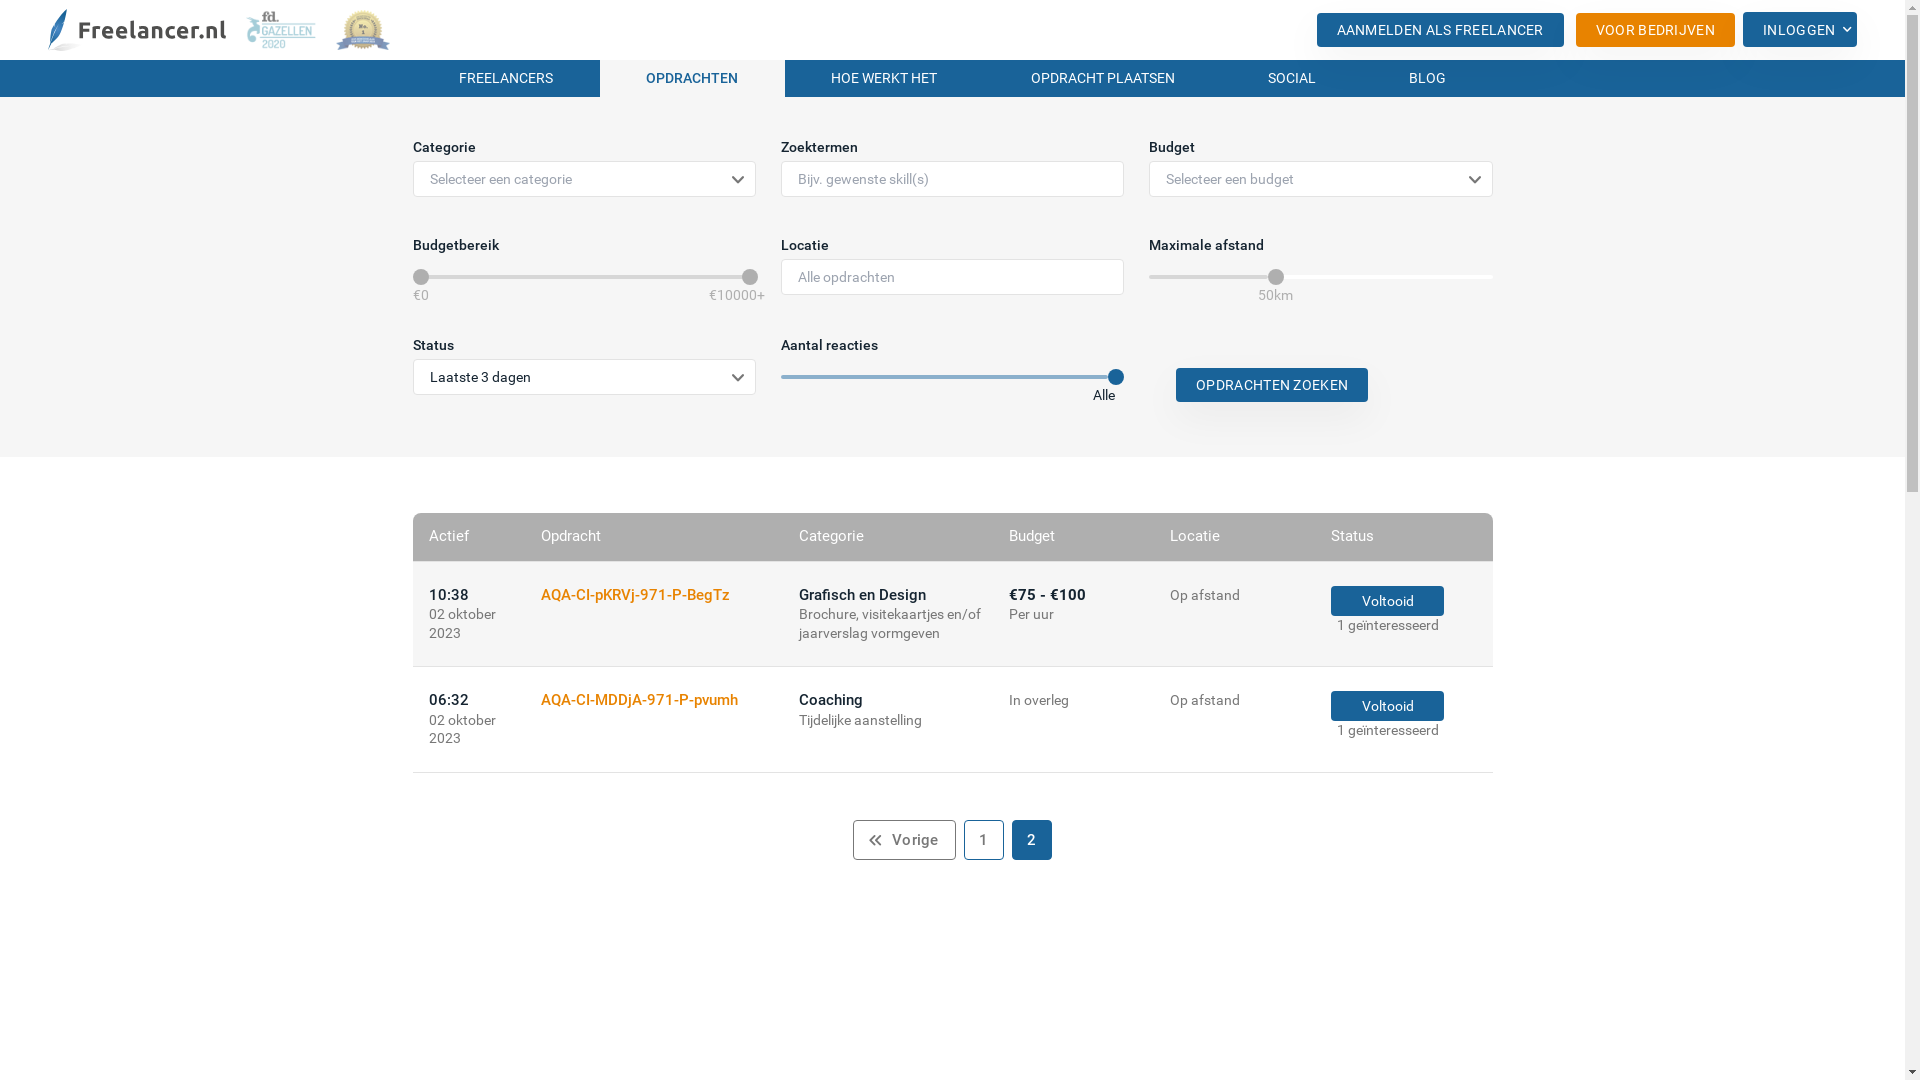 Freelancer.nl
fd.
GAZELLEN
2020
AANMELDEN ALS FREELANCER
VOOR BEDRIJVEN
INLOGGEN
FREELANCERS
OPDRACHTEN
HOE WERKT HET
OPDRACHT PLAATSEN
SOCIAL
BLOG
Categorie
Zoektermen
Budget
Selecteer een categorie
Bijv. gewenste skill(s)
Selecteer een budget
Budgetbereik
Locatie
Maximale afstand
Alle opdrachten
€0
€10000+
50km
Status
Aantal reacties
Laatste 3 dagen
Alle
OPDRACHTEN ZOEKEN
Actief
Opdracht
Categorie
Budget
Locatie
Status
10:38
02 oktober
2023
AQA-CI-pKRVj-971-P-BegTz
Grafisch en Design
Brochure, visitekaartjes en/of
jaarverslag vormgeven
€75 - €100
Per uur
Op afstand
Voltooid
1 geïnteresseerd
06:32
02 oktober
2023
AQA-CI-MDDjA-971-P-pvumh
Coaching
Tijdelijke aanstelling
In overleg
Op afstand
Voltooid
1 geïnteresseerd
Vorige
1
2